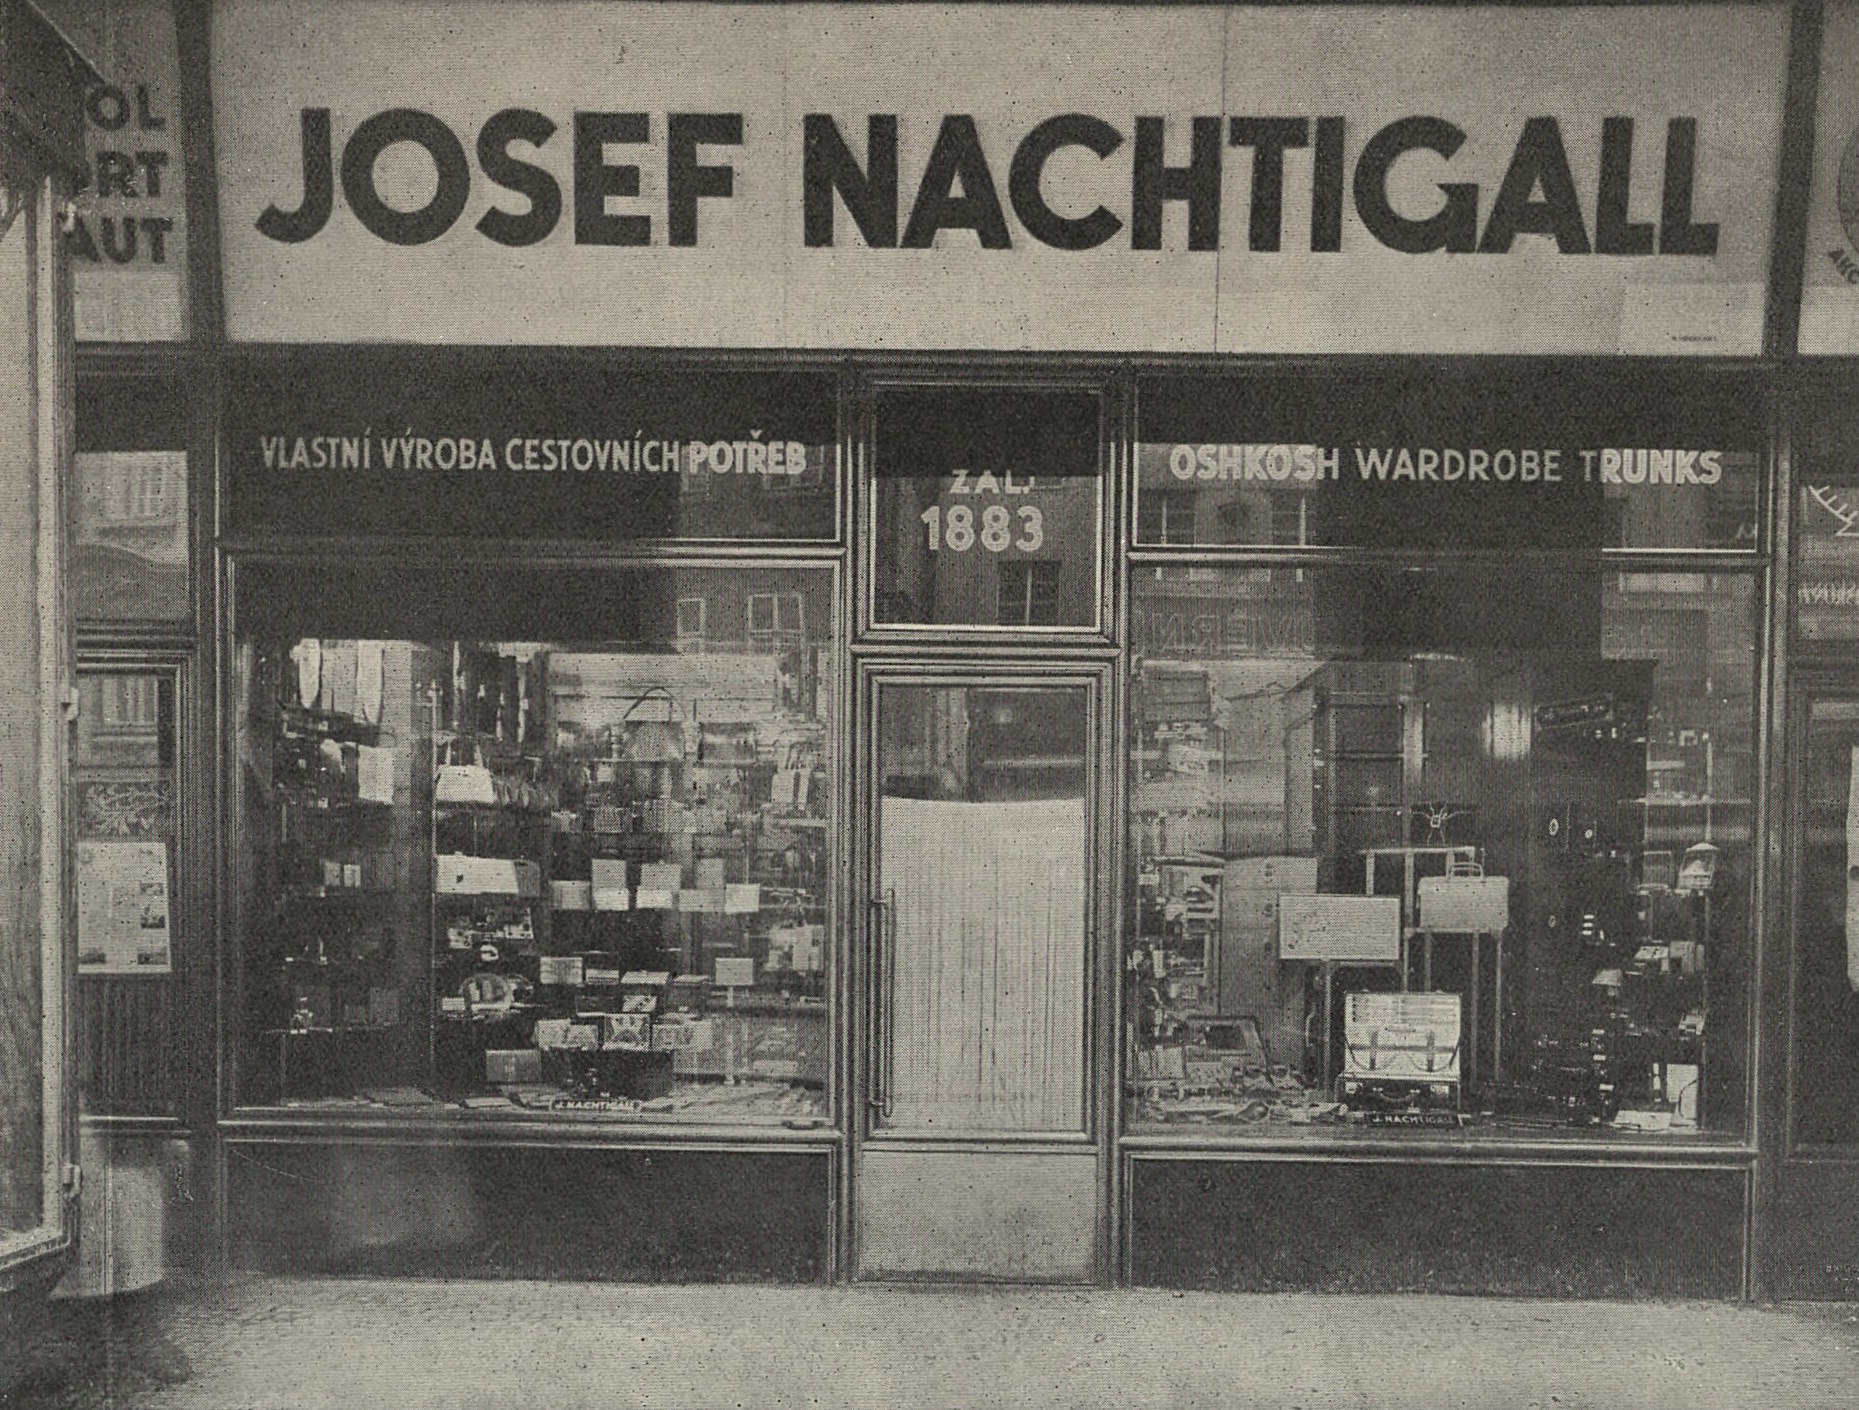 JOSEF NACHTIGALL
VLASTNÍ VÝROBA CESTOVNÍCH POTŘEB
ZAL.
1883
OSHKOSH WARDROBE TRUNKS
J. NACHTIGALL
J. NACHTIGALL